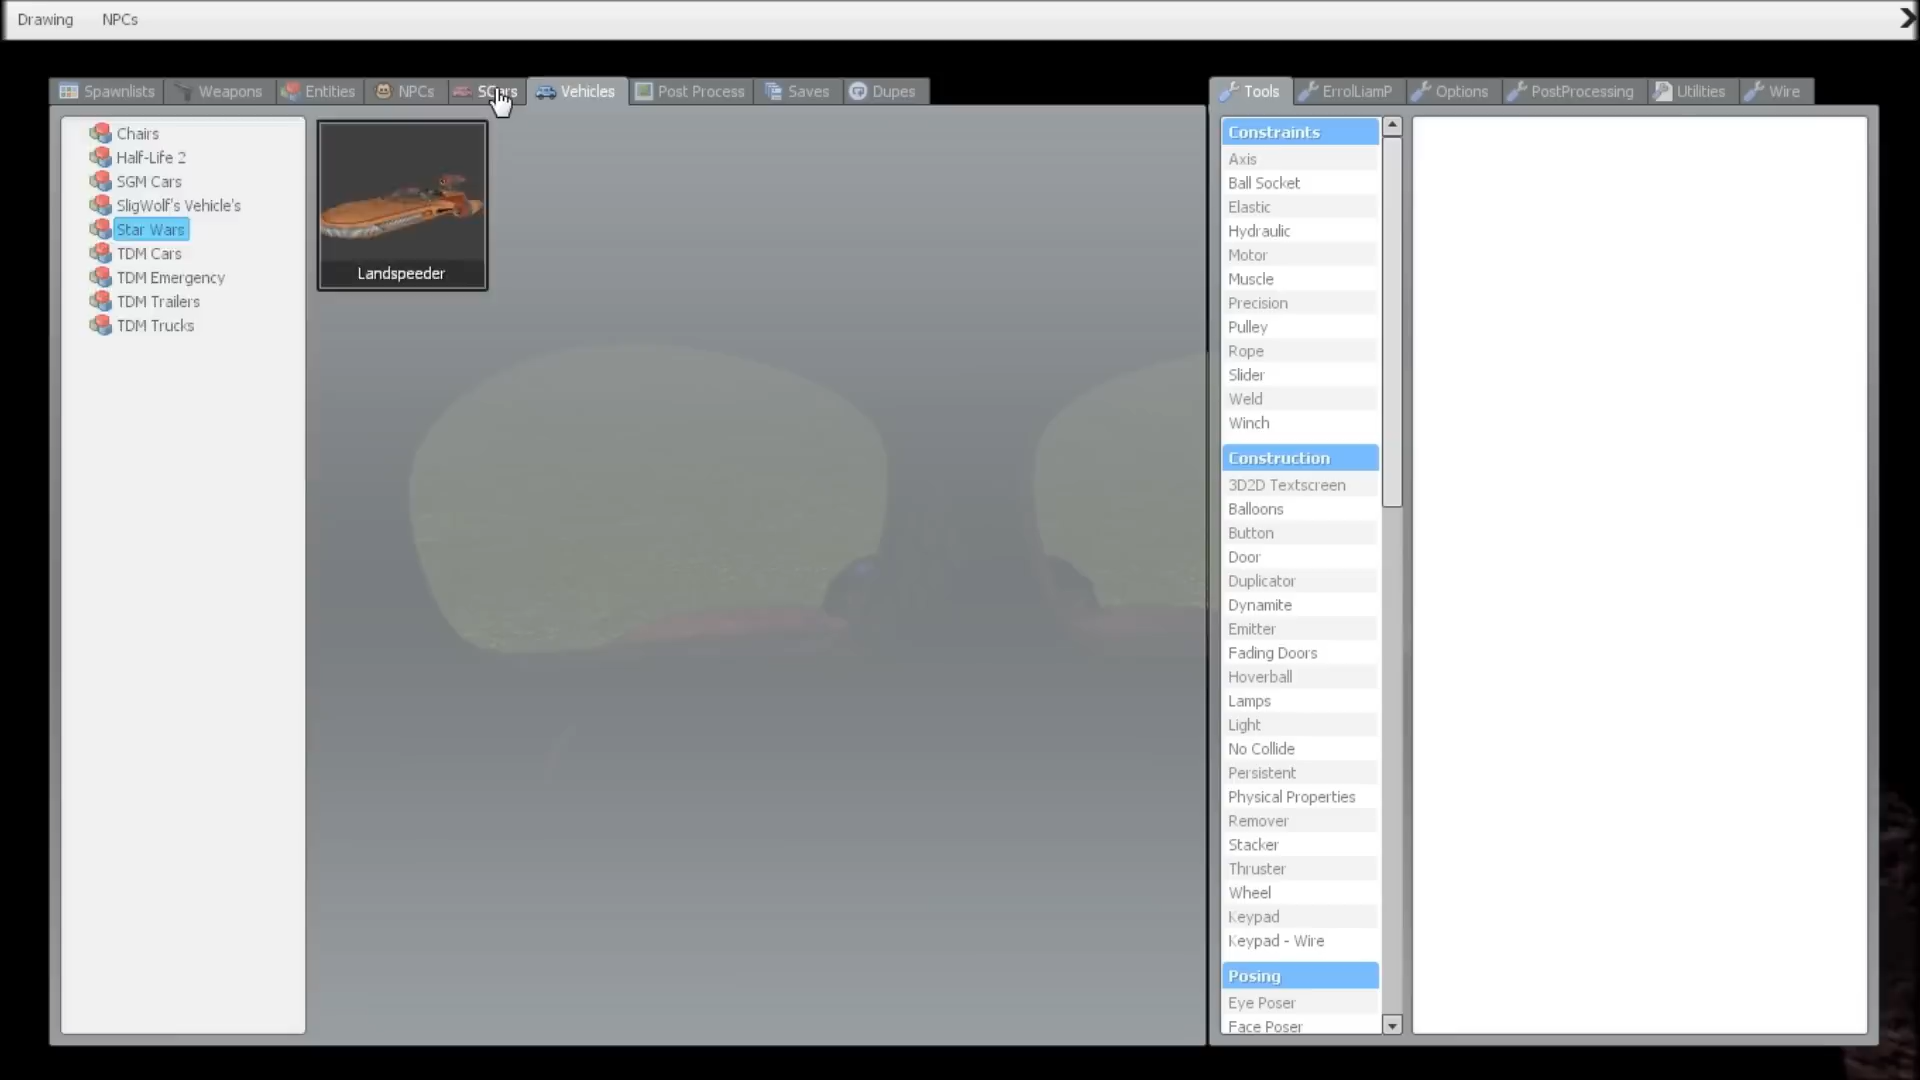 Drawing NPCs
Spawnlists Weapons Entities NPCs Vehicles Post Process Saves Dupes
Tools ErrolLiamP Options PostProcessing Utilities Wire
Chairs
Half-Life 2
SGM Cars
SligWolf's Vehicle's
Star Wars
TDM Cars
TDM Emergency
TDM Trailers
TDM Trucks
Landspeeder
Constraints
Axis
Ball Socket
Elastic
Hydraulic
Motor
Muscle
Precision
Pulley
Rope
Slider
Weld
Winch
Construction
3D2D Textscreen
Balloons
Button
Door
Duplicator
Dynamite
Emitter
Fading Doors
Hoverball
Lamps
Light
No Collide
Persistent
Physical Properties
Remover
Stacker
Thruster
Wheel
Keypad
Keypad - Wire
Posing
Eye Poser
Face Poser